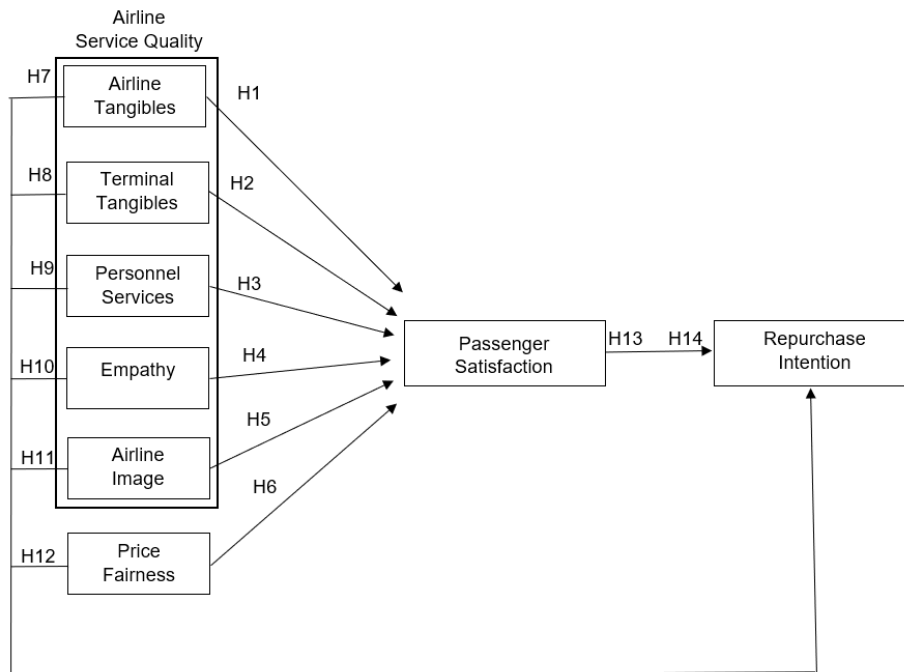 Airline
Service Quality
H7
Airline
Tangibles
H1
H8
Terminal
Tangibles
H2
H9
Personnel
Services
H3
H10
Empathy
H4
H11
Airline
Image
H5
H12
Price
Fairness
H6
Passenger
Satisfaction
H13
H14
Repurchase
Intention